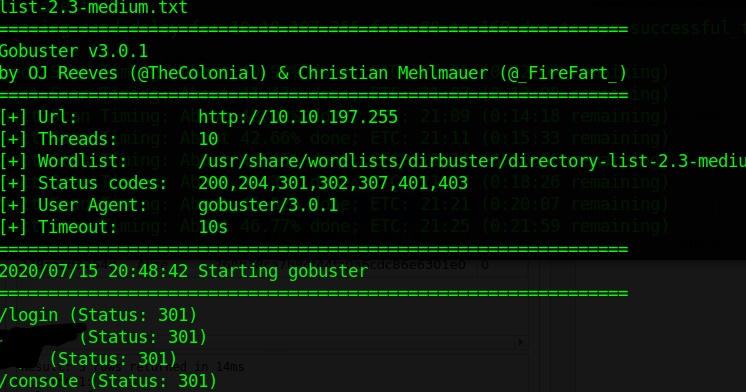 list-2.3-medium.txt
===============================================================
Gobuster v3.0.1
by OJ Reeves (@TheColonial) & Christian Mehlmauer (@_FireFart_)
===============================================================
[+] Url: http://10.10.197.255
[+] Threads: 10
[+] Wordlist: /usr/share/wordlists/dirbuster/directory-list-2.3-mediu
[+] Status codes: 200,204,301,302,307,401,403
[+] User Agent: gobuster/3.0.1
[+] Timeout: 10s
===============================================================
2020/07/15 20:48:42 Starting gobuster
===============================================================
/login (Status: 301)
(Status: 301)
(Status: 301)
/console (Status: 301)